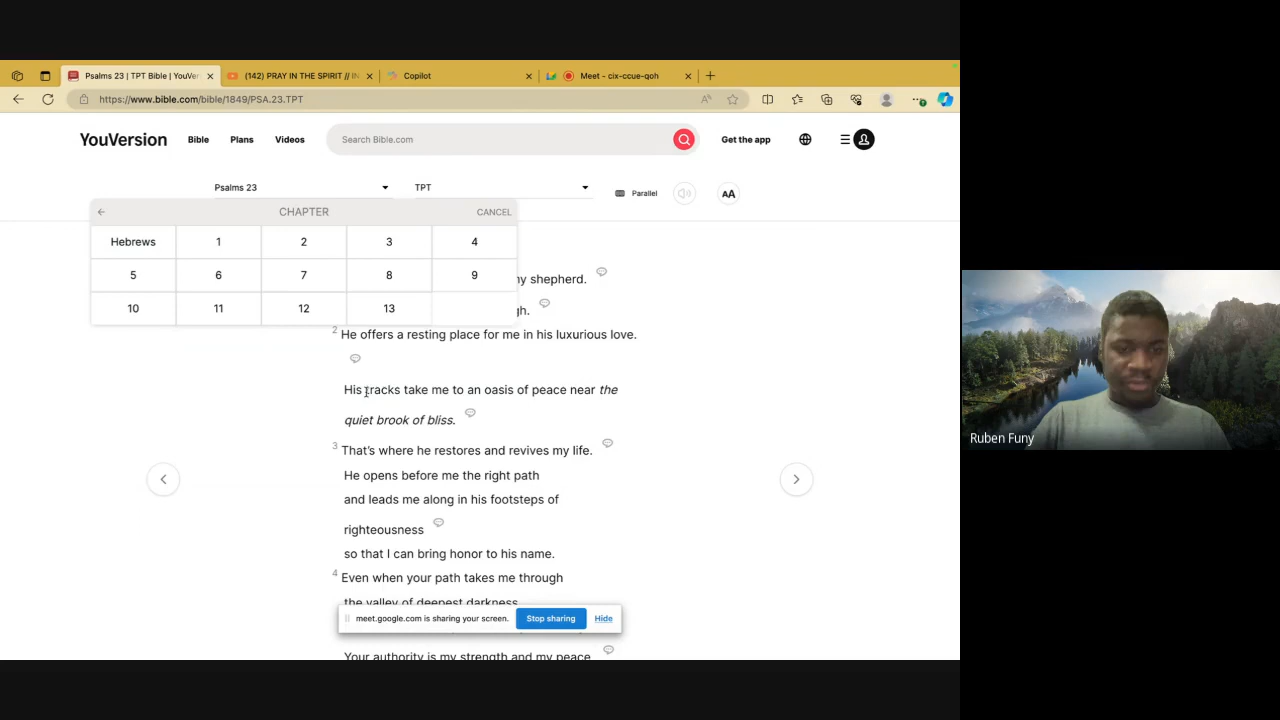 Psalms 23 | TPT Bible | YouVer
(142) PRAY IN THE SPIRIT // IN
Copilot
Meet - cix-ccue-qoh
https://www.bible.com/bible/1849/PSA.23.TPT
YouVersion
Bible
Plans
Videos
Search Bible.com
Get the app
Psalms 23
TPT
Parallel
AA
CHAPTER
CANCEL
Hebrews 1 2 3 4
5 6 7 8 9
10 11 12 13
my shepherd.
gh.
2 He offers a resting place for me in his luxurious love.
His tracks take me to an oasis of peace near the
quiet brook of bliss.
3 That's where he restores and revives my life.
He opens before me the right path
and leads me along in his footsteps of
righteousness
so that I can bring honor to his name.
4 Even when your path takes me through
the valley of deepest darkness,
meet.google.com is sharing your screen.
Stop sharing
Hide
Your authority is my strength and my peace.
Ruben Funy